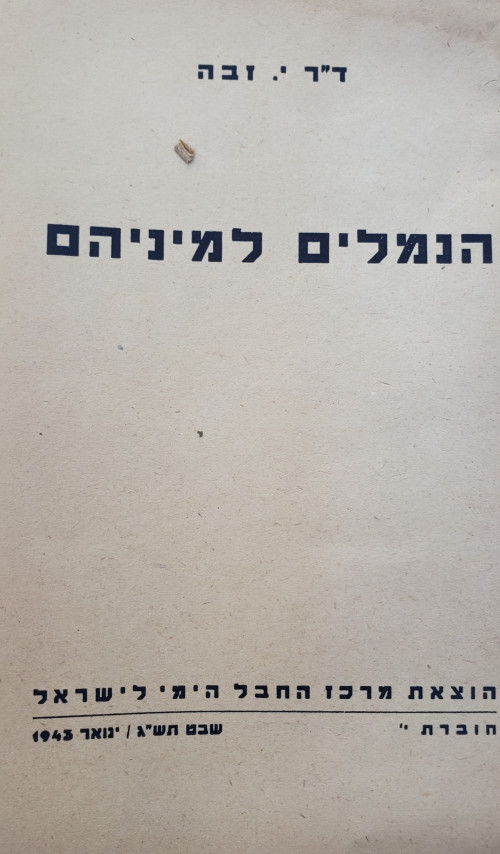 ד"ר י. זבה
הנמלים למיניהם
הוצאת מרכז החבל הימי לישראל
חוברת י'
שבט תש"ג / ינואר 1943